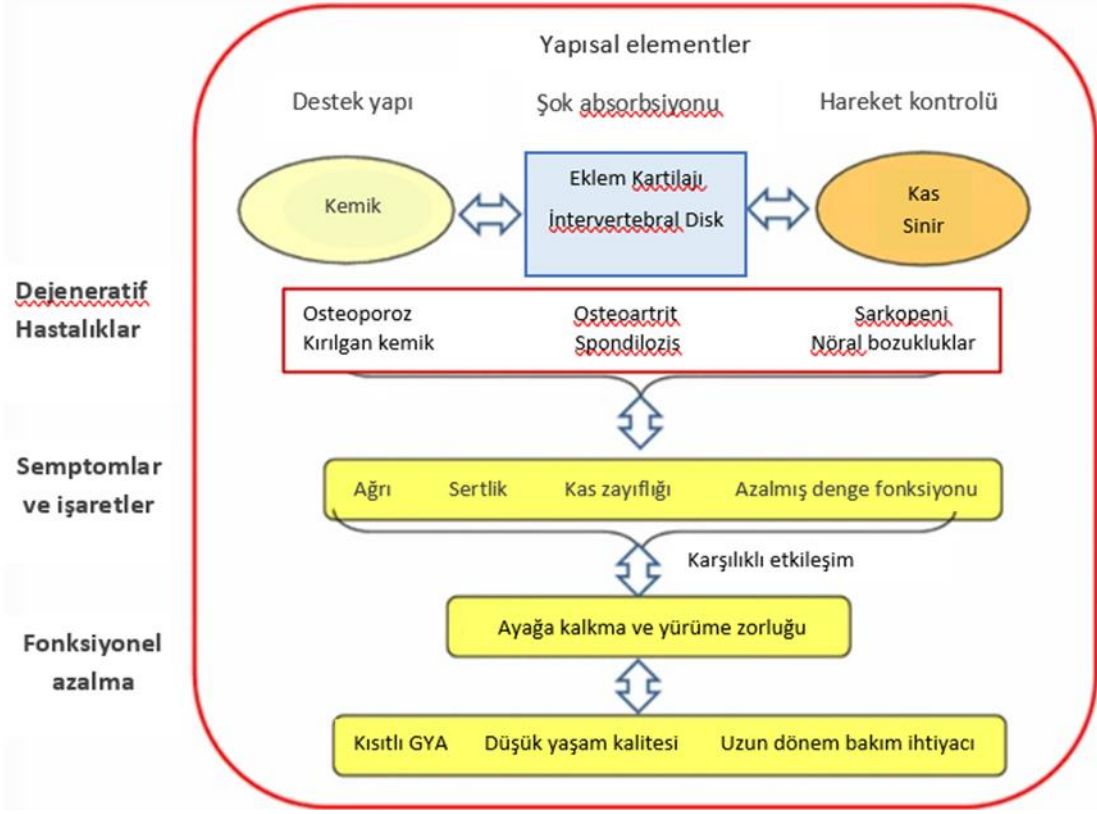 Yapısal elementler
Destek yapı
Şok absorbsiyonu
Hareket kontrolü
Kemik
Eklem Kartilajı
İntervertebral Disk
Kas
Sinir
Dejeneratif
Hastalıklar
Osteoporoz
Kırılgan kemik
Osteoartrit
Spondilozis
Sarkopeni
Nöral bozukluklar
Semptomlar
ve işaretler
Ağrı
Sertlik
Kas zayıflığı
Azalmış denge fonksiyonu
Karşılıklı etkileşim
Fonksiyonel
azalma
Ayağa kalkma ve yürüme zorluğu
Kısıtlı GYA
Düşük yaşam kalitesi
Uzun dönem bakım ihtiyacı